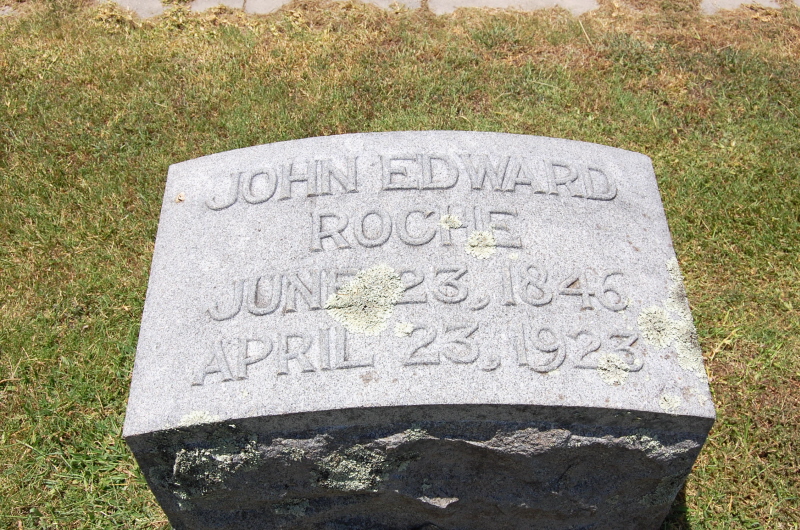 JOHN EDWARD
ROCHE
JUNE 23, 1846
APRIL 23, 1923